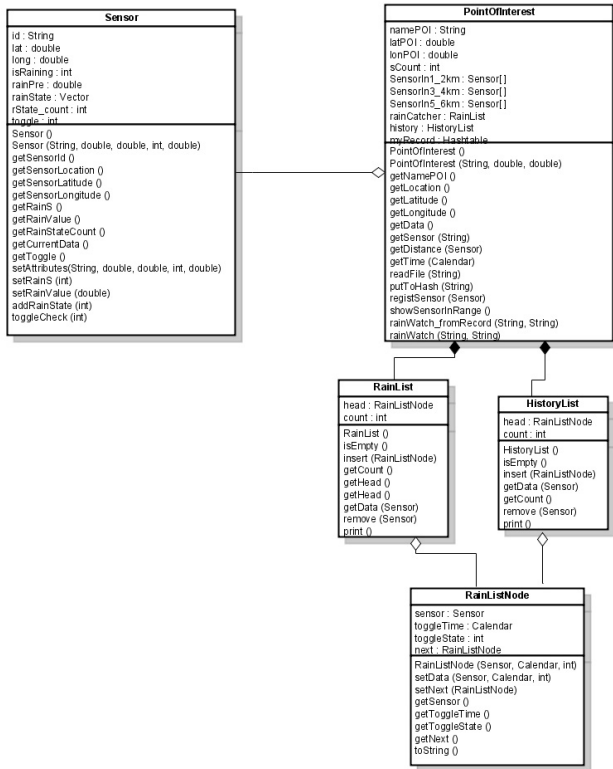 Sensor
id : String
lat : double
long : double
isRaining : int
rainPre : double
rainState : Vector
rState_count : int
toggle : int
Sensor ()
Sensor (String, double, double, int, double)
getSensorId ()
getSensorLocation ()
getSensorLatitude ()
getSensorLongitude ()
getRainS ()
getRainValue ()
getRainStateCount ()
getCurrentData ()
getToggle ()
setAttributes(String, double, double, int, double)
setRainS (int)
setRainValue (double)
addRainState (int)
toggleCheck (int)
PointOfInterest
namePOI : String
latPOI : double
lonPOI : double
sCount : int
SensorIn1_2km : Sensor[ ]
SensorIn3_4km : Sensor[ ]
SensorIn5_6km : Sensor[ ]
rainCatcher : RainList
history : HistoryList
myRecord : Hashtable
PointOfInterest ()
PointOfInterest (String, double, double)
getNamePOI ()
getLocation ()
getLatitude ()
getLongitude ()
getData ()
getSensor (String)
getDistance (Sensor)
getTime (Calendar)
readFile (String)
putToHash (String)
registSensor (Sensor)
showSensorInRange ()
rainWatch_fromRecord (String, String)
rainWatch (String, String)
RainList
head : RainListNode
count : int
RainList ()
isEmpty ()
insert (RainListNode)
getCount ()
getHead ()
getHead ()
getData (Sensor)
remove (Sensor)
print ()
HistoryList
head : RainListNode
count : int
HistoryList ()
isEmpty ()
insert (RainListNode)
getData (Sensor)
getCount ()
remove (Sensor)
print ()
RainListNode
sensor : Sensor
toggleTime : Calendar
toggleState : int
next : RainListNode
RainListNode (Sensor, Calendar, int)
setData (Sensor, Calendar, int)
setNext (RainListNode)
getSensor ()
getToggleTime ()
getToggleState ()
getNext ()
toString ()